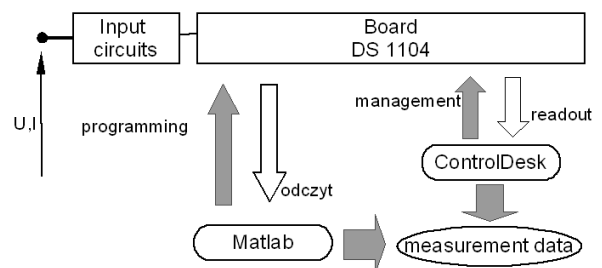 Input
circuits
Board
DS 1104
U,I
programming
odczyt
management
readout
ControlDesk
Matlab
measurement data